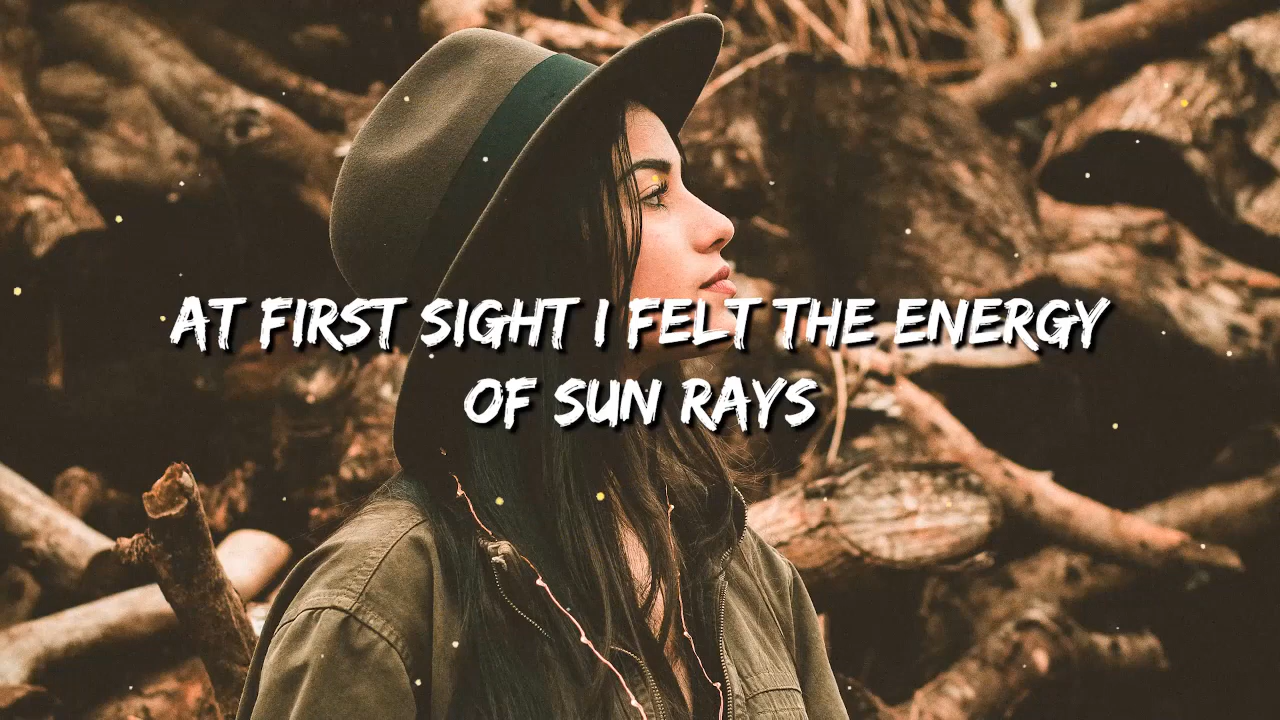 AT FIRST SIGHT I FELT THE ENERGY
OF SUN RAYS